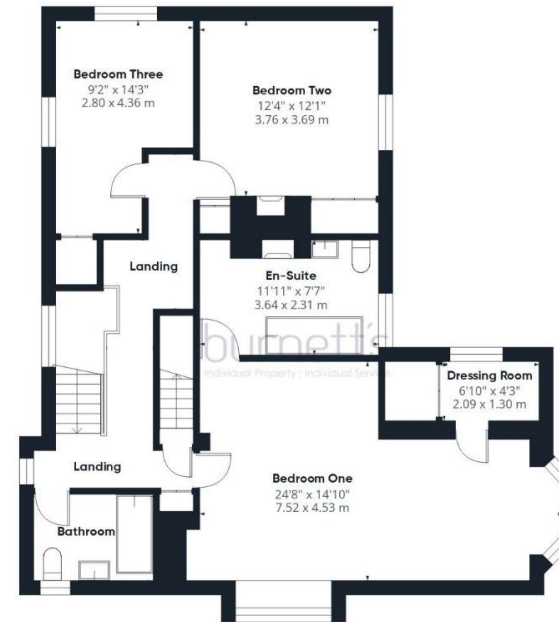 Bedroom Three
9'2" x 14'3"
2.80 x 4.36 m
Bedroom Two
12'4" x 12'1"
3.76 x 3.69 m
Landing
En-Suite
11'11" x 7'7"
3.64 x 2.31 m
burnett's
Individual Property : Individual Service
Dressing Room
6'10" x 4'3"
2.09 x 1.30 m
Landing
Bedroom One
24'8" x 14'10"
7.52 x 4.53 m
Bathroom